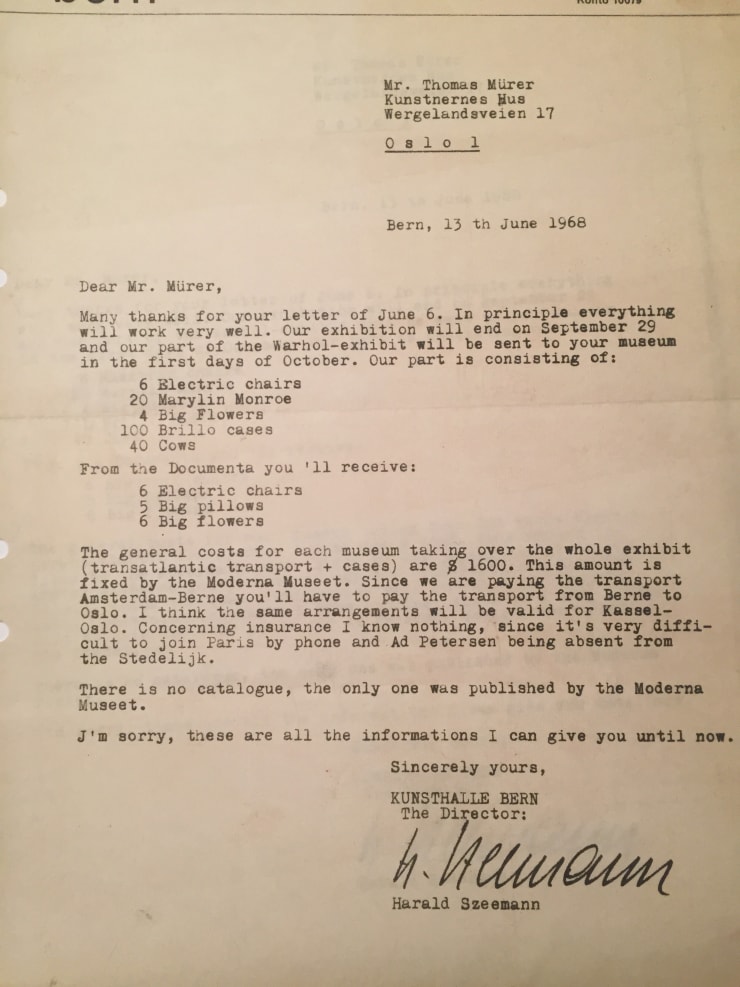 Konto 10079
Mr. Thomas Mürer
Kunstnernes Hus
Wergelandsveien 17
O s l o 1
Bern, 13 th June 1968
Dear Mr. Mürer,
Many thanks for your letter of June 6. In principle everything
will work very well. Our exhibition will end on September 29
and our part of the Warhol-exhibit will be sent to your museum
in the first days of October. Our part is consisting of:
6 Electric chairs
20 Marylin Monroe
4 Big Flowers
100 Brillo cases
40 Cows
From the Documenta you 'll receive:
6 Electric chairs
5 Big pillows
6 Big flowers
The general costs for each museum taking over the whole exhibit
(transatlantic transport + cases) are $ 1600. This amount is
fixed by the Moderna Museet. Since we are paying the transport
Amsterdam-Berne you'll have to pay the transport from Berne to
Oslo. I think the same arrangements will be valid for Kassel-
Oslo. Concerning insurance I know nothing, since it's very diffi-
cult to join Paris by phone and Ad Petersen being absent from
the Stedelijk.
There is no catalogue, the only one was published by the Moderna
Museet.
J'm sorry, these are all the informations I can give you until now.
Sincerely yours,
KUNSTHALLE BERN
The Director:
H. Szeemann
Harald Szeemann